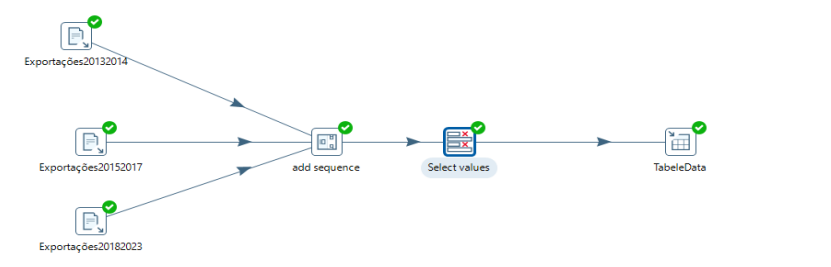 Exportações20132014
Exportações20152017
add sequence
Select values
TabeleData
Exportações20182023